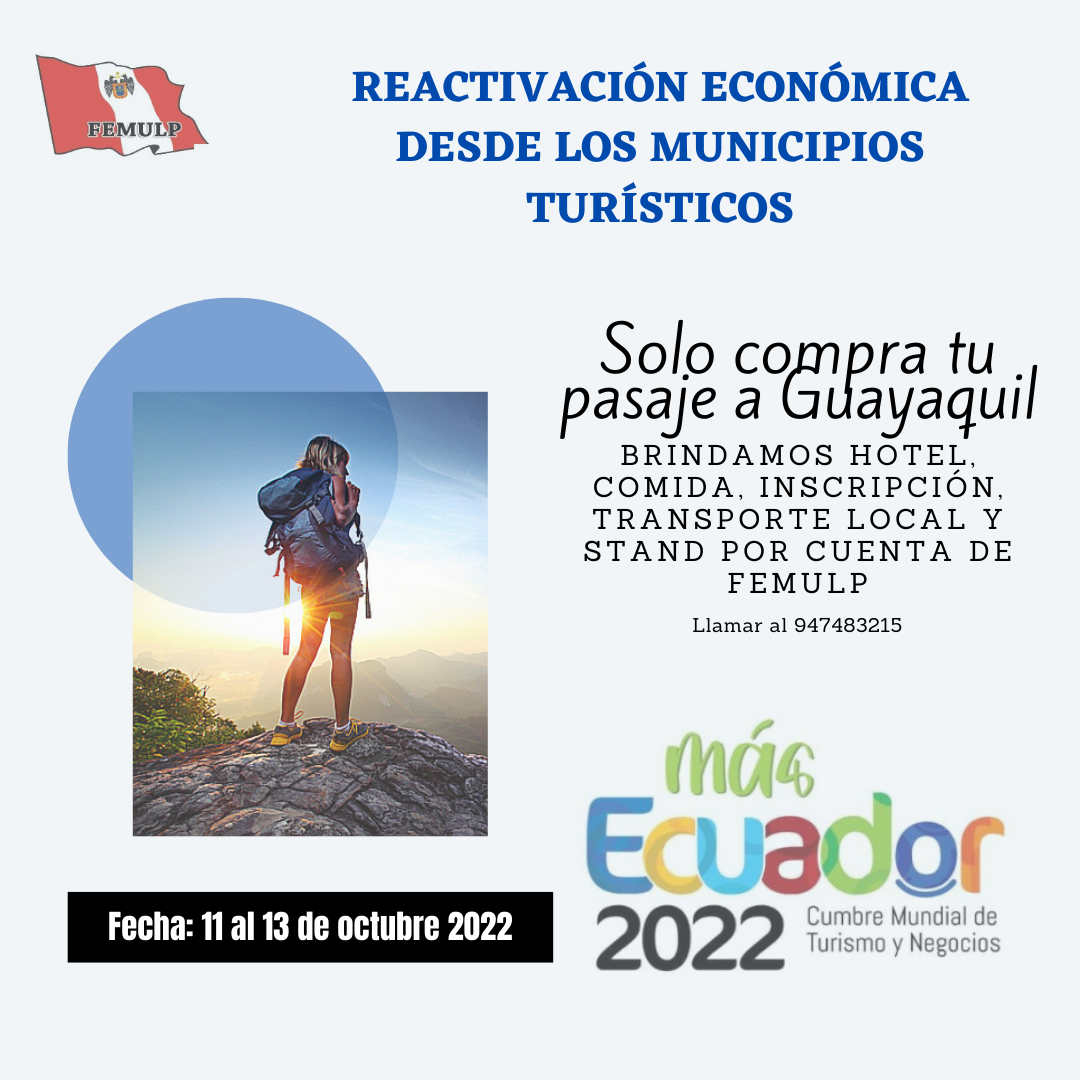 FEMULP
REACTIVACIÓN ECONÓMICA
DESDE LOS MUNICIPIOS
TURÍSTICOS
Solo compra tu
pasaje a Guayaquil
BRINDAMOS HOTEL,
COMIDA, INSCRIPCIÓN,
TRANSPORTE LOCAL Y
STAND POR CUENTA DE
FEMULP
Llamar al 947483215
más
Ecuador
2022 Cumbre Mundial de
Turismo y Negocios
Fecha: 11 al 13 de octubre 2022